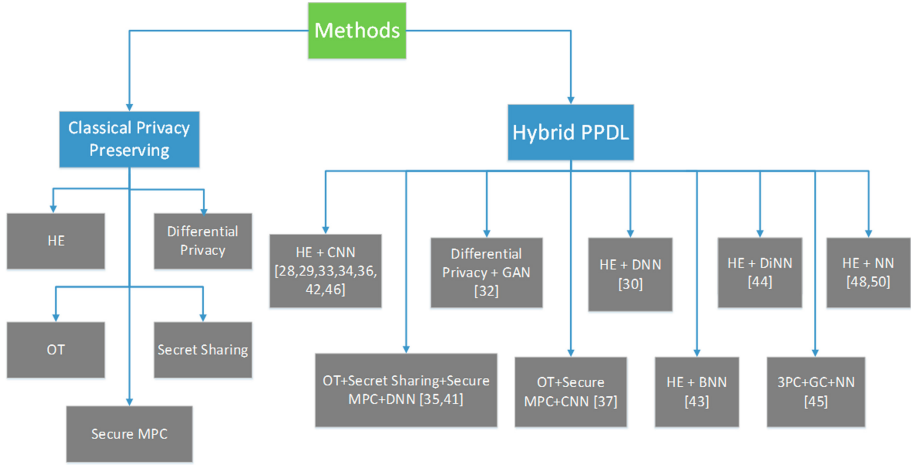 Methods
Classical Privacy
Preserving
Hybrid PPDL
HE
Differential
Privacy
HE + CNN
[28,29,33,34,36,
42,46]
Differential
Privacy + GAN
[32]
HE + DNN
[30]
HE + DiNN
[44]
HE + NN
[48,50]
OT
Secret Sharing
OT+Secret Sharing+Secure
MPC+DNN [35,41]
OT+Secure
MPC+CNN [37]
HE + BNN
[43]
3PC+GC+NN
[45]
Secure MPC